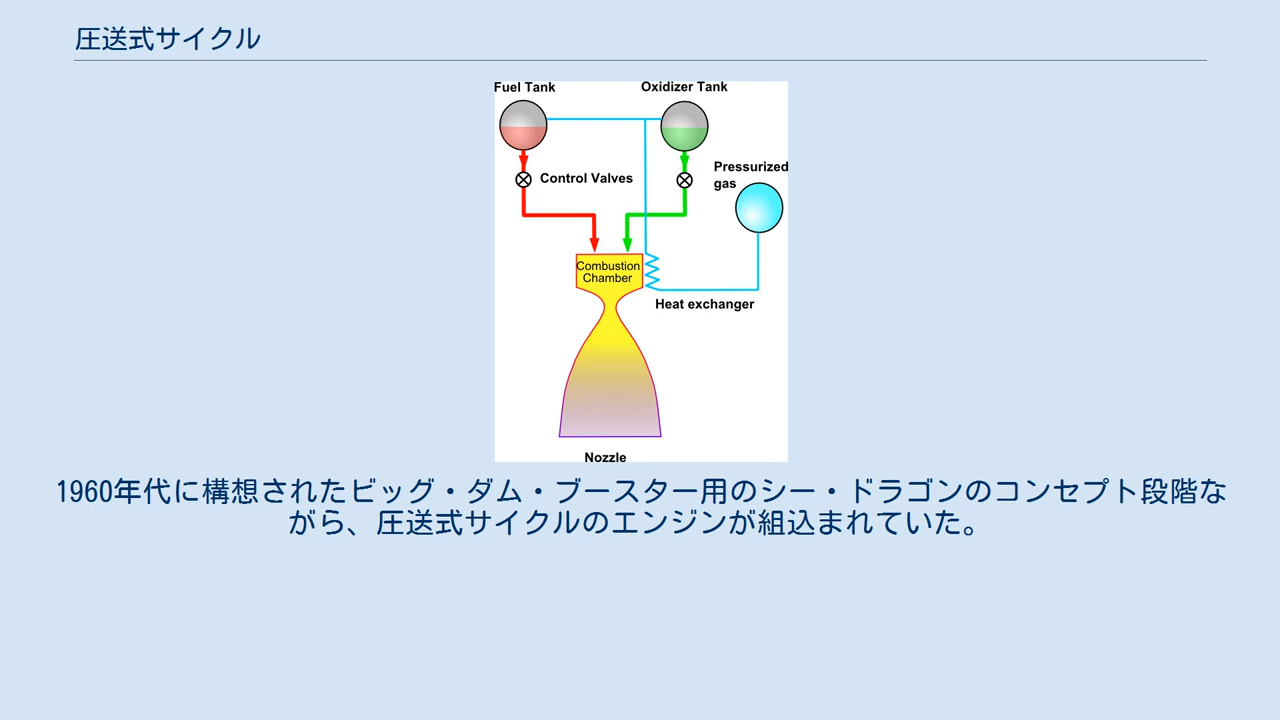 圧送式サイクル
Fuel Tank
Oxidizer Tank
Control Valves
Pressurized
gas
Combustion
Chamber
Heat exchanger
Nozzle
1960年代に構想されたビッグ・ダム・ブースター用のシー・ドラゴンのコンセプト段階な
がら、圧送式サイクルのエンジンが組込まれていた。